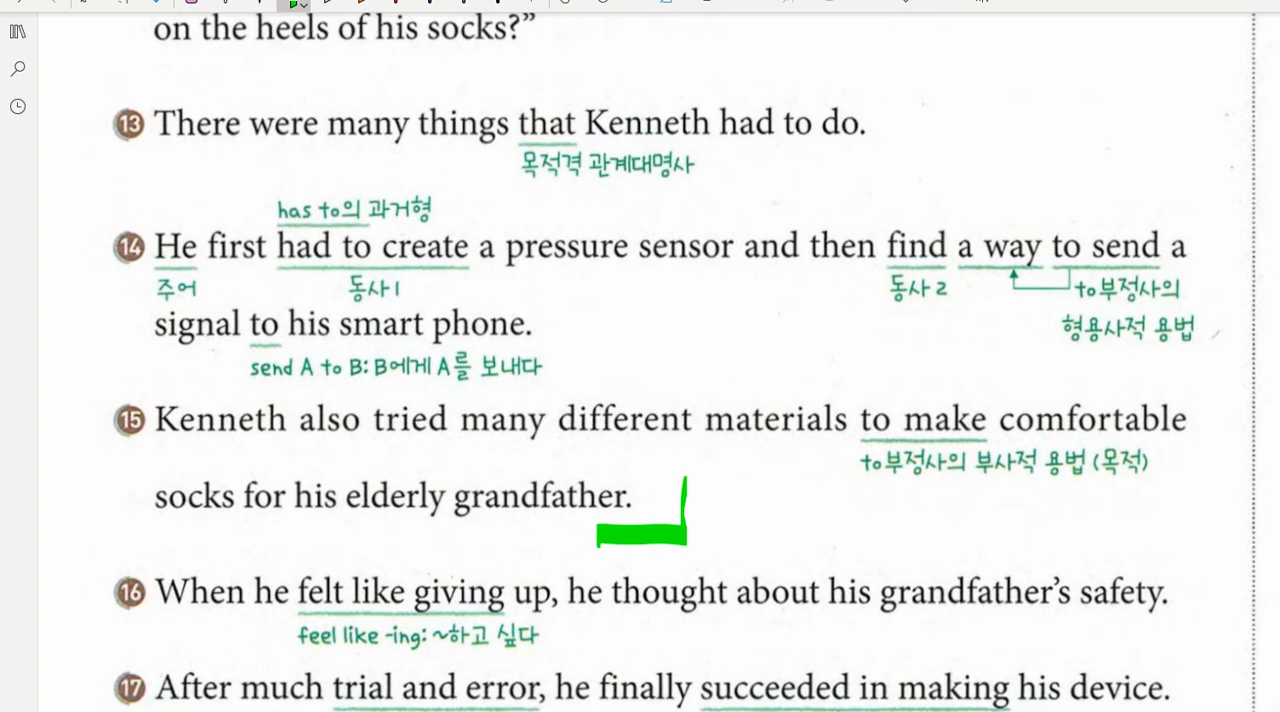 on the heels of his socks?”
13 There were many things that Kenneth had to do.
목적격 관계대명사
has to의 과거형
14 He first had to create a pressure sensor and then find a way to send a
주어 동사1 동사2 to부정사의
형용사적 용법
signal to his smart phone.
send A to B: B에게 A를 보내다
15 Kenneth also tried many different materials to make comfortable
to부정사의 부사적 용법 (목적)
socks for his elderly grandfather.
16 When he felt like giving up, he thought about his grandfather’s safety.
feel like -ing: ~하고 싶다
17 After much trial and error, he finally succeeded in making his device.